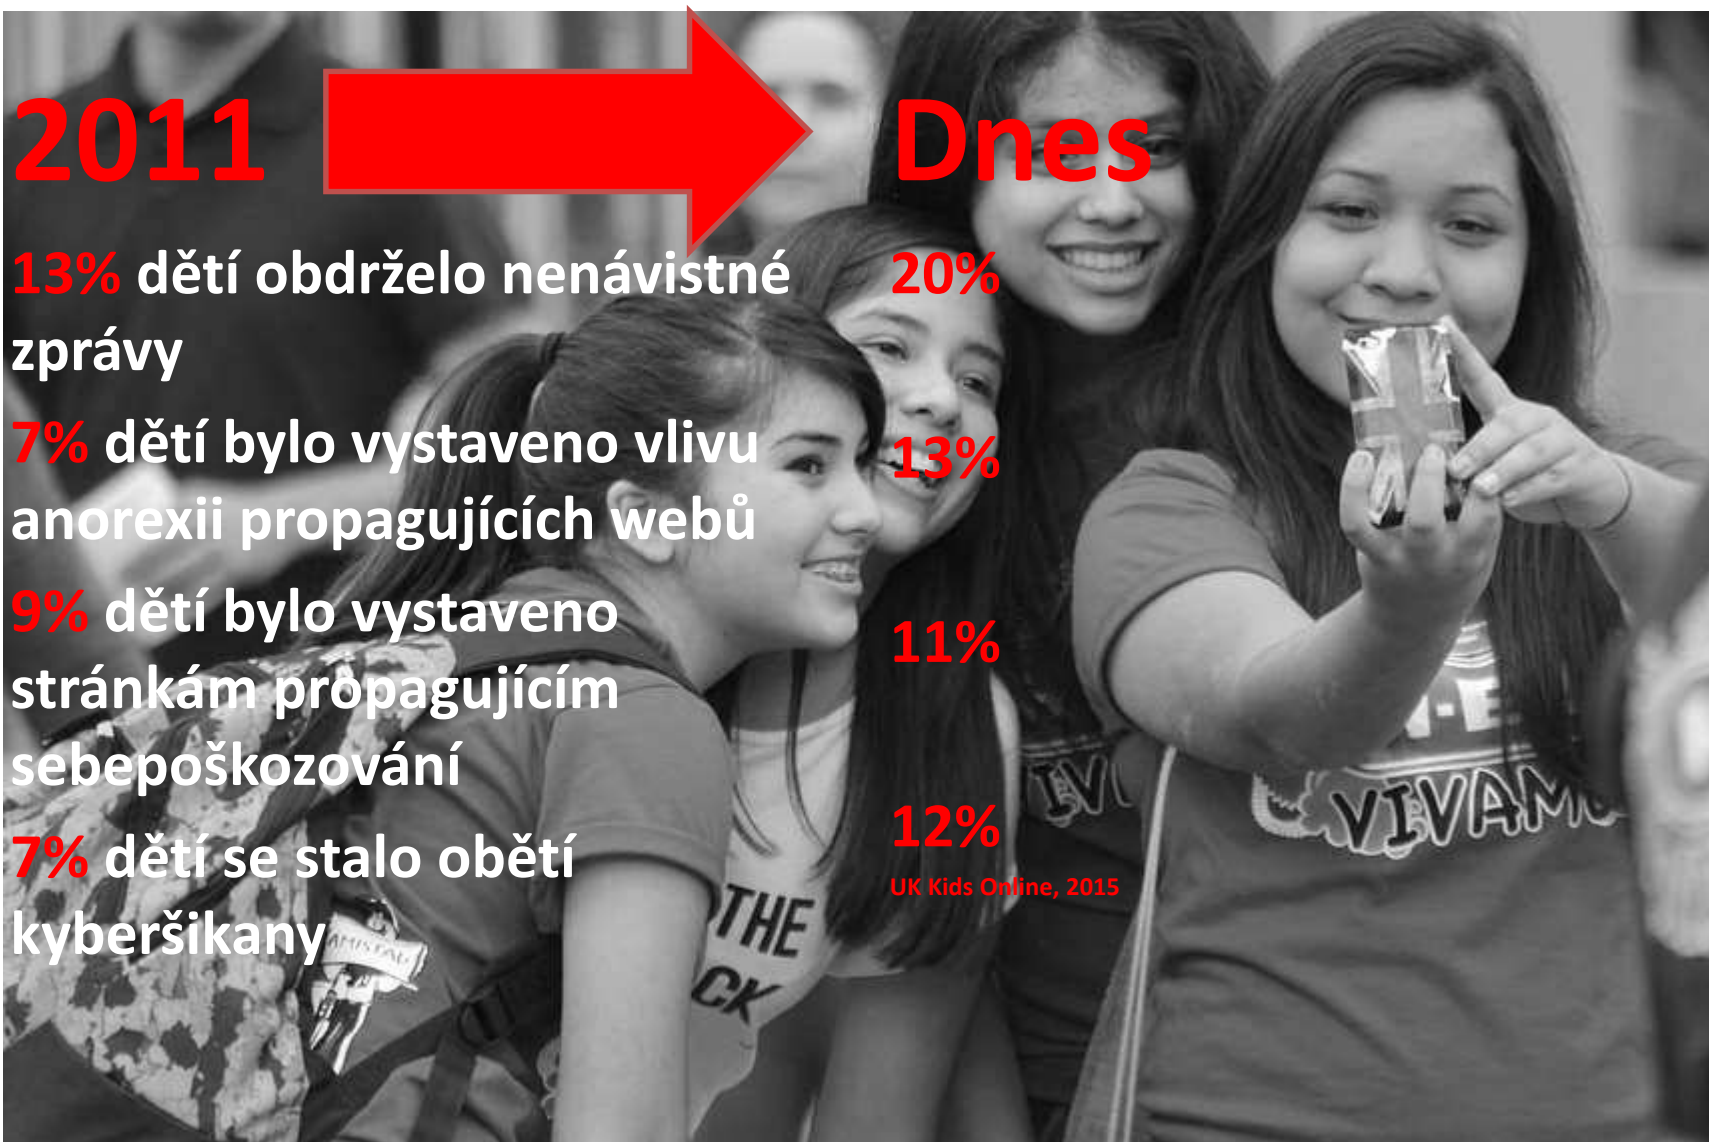 2011
Dnes
13% dětí obdrželo nenávistné
zprávy
20%
7% dětí bylo vystaveno vlivu
anorexii propagujících webů
13%
9% dětí bylo vystaveno
stránkám propagujícím
sebepoškozování
11%
7% dětí se stalo obětí
kyberšikany
12%
UK Kids Online, 2015
THE
CK
VIVAM
AMISTAD